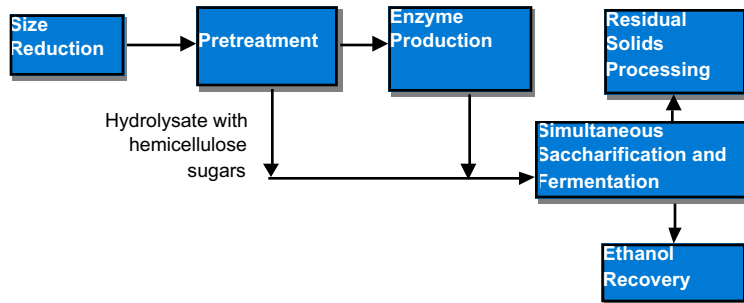 Size
Reduction
Pretreatment
Enzyme
Production
Residual
Solids
Processing
Hydrolysate with
hemicellulose
sugars
Simultaneous
Saccharification and
Fermentation
Ethanol
Recovery